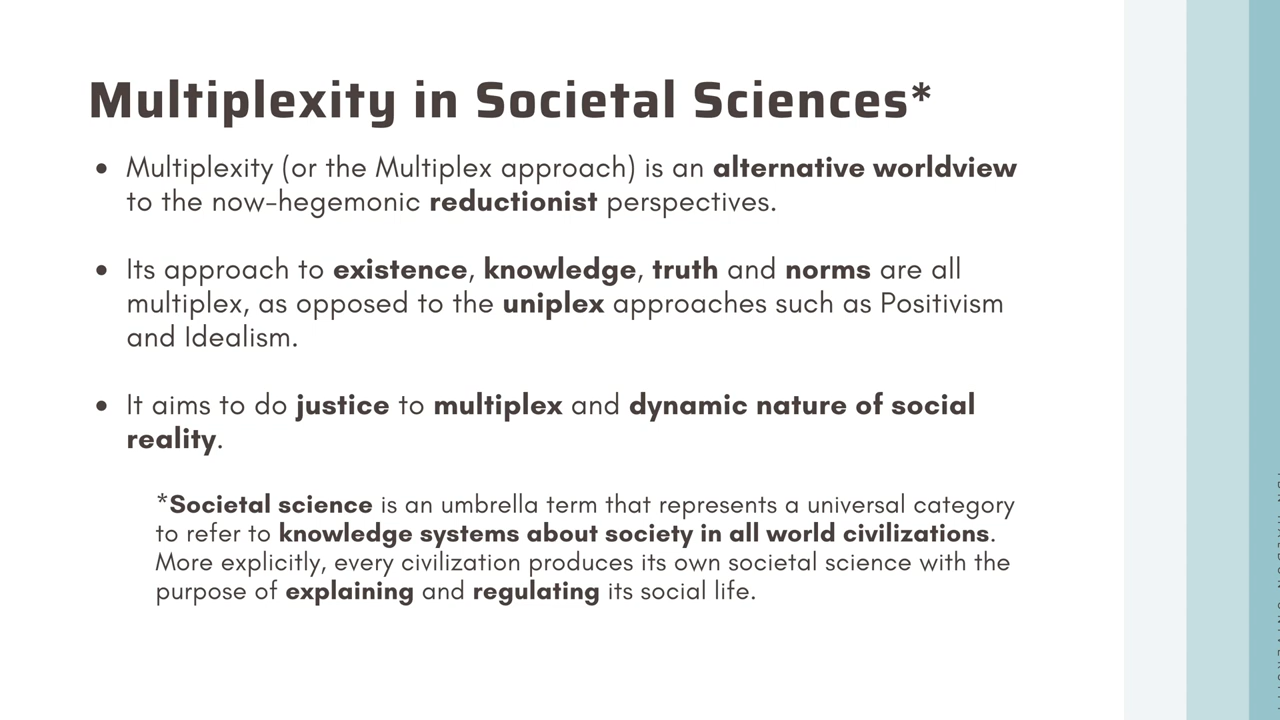 Multiplexity in Societal Sciences*
• Multiplexity (or the Multiplex approach) is an alternative worldview
to the now-hegemonic reductionist perspectives.
• Its approach to existence, knowledge, truth and norms are all
multiplex, as opposed to the uniplex approaches such as Positivism
and Idealism.
• It aims to do justice to multiplex and dynamic nature of social
reality.
*Societal science is an umbrella term that represents a universal category
to refer to knowledge systems about society in all world civilizations.
More explicitly, every civilization produces its own societal science with the
purpose of explaining and regulating its social life.